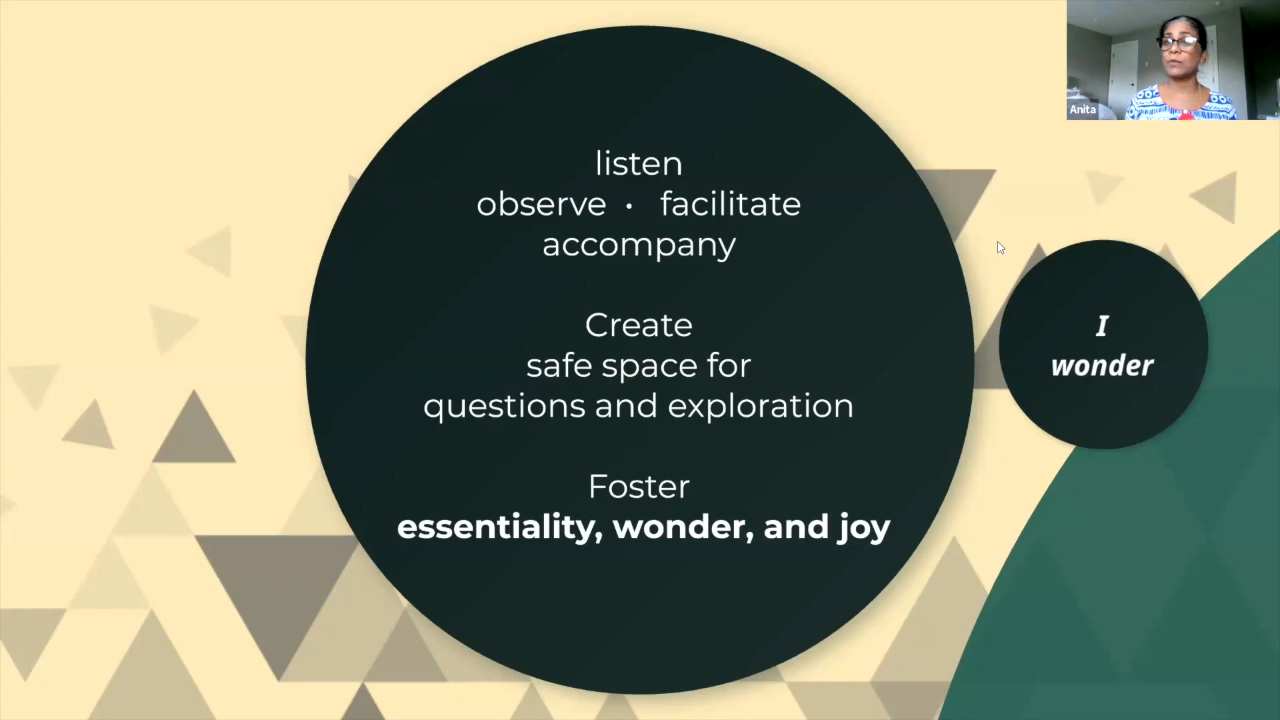 Anita
listen
observe • facilitate
accompany
Create
safe space for
questions and exploration
Foster
essentiality, wonder, and joy
I
wonder